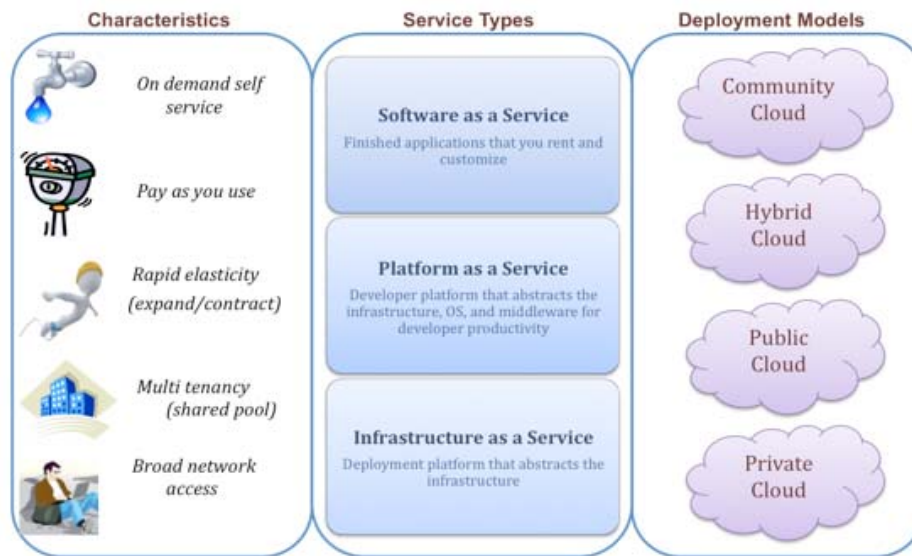 Characteristics
On demand self
service
Pay as you use
Rapid elasticity
(expand/contract)
Multi tenancy
(shared pool)
Broad network
access
Service Types
Software as a Service
Finished applications that you rent and
customize
Platform as a Service
Developer platform that abstracts the
infrastructure, OS, and middleware for
developer productivity
Infrastructure as a Service
Deployment platform that abstracts the
infrastructure
Deployment Models
Community
Cloud
Hybrid
Cloud
Public
Cloud
Private
Cloud